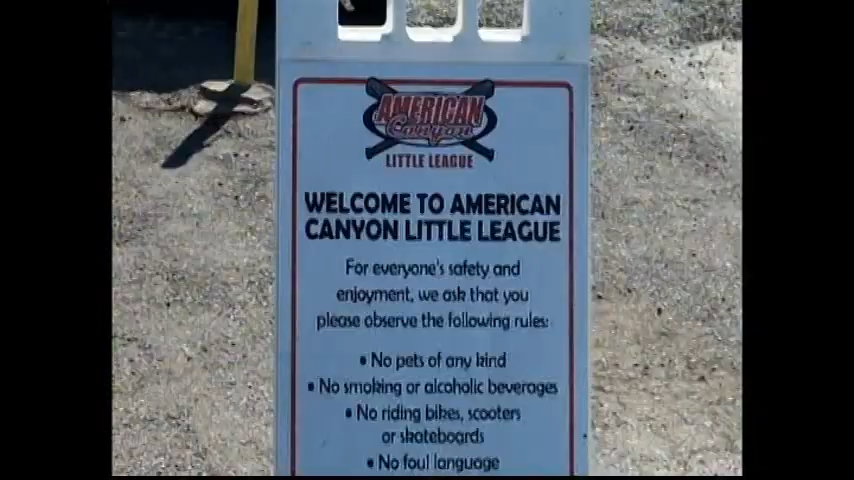 AMERICAN
Canyon
LITTLE LEAGUE
WELCOME TO AMERICAN
CANYON LITTLE LEAGUE
For everyone's safety and
enjoyment, we ask that you
please observe the following rules:
• No pets of any kind
• No smoking or alcoholic beverages
• No riding bikes, scooters
or skateboards
• No foul language